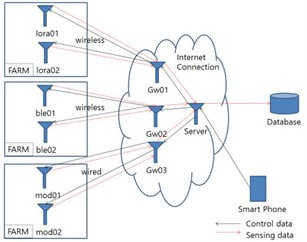 lora01
wireless
lora02
FARM
Internet
Connection
Gw01
ble01
wireless
ble02
FARM
Gw02
Server
Database
mod01
wired
Gw03
mod02
FARM
Smart Phone
Control data
Sensing data